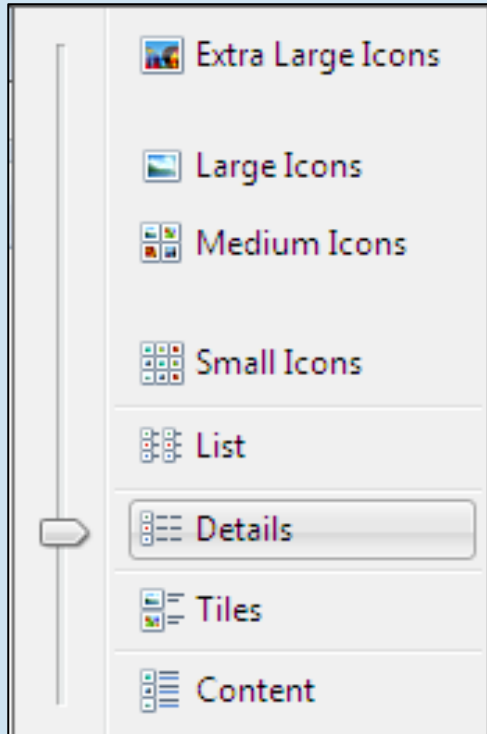 Extra Large Icons
Large Icons
Medium Icons
Small Icons
List
Details
Tiles
Content